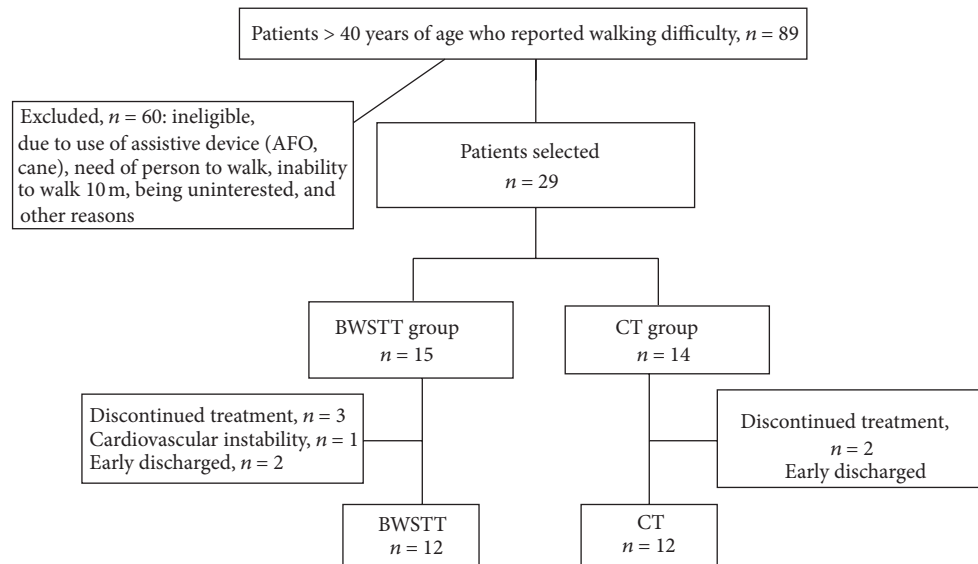 Patients > 40 years of age who reported walking difficulty, n = 89
Excluded, n = 60: ineligible,
due to use of assistive device (AFO,
cane), need of person to walk, inability
to walk 10 m, being uninterested, and
other reasons
Patients selected
n = 29
BWSTT group
n = 15
CT group
n = 14
Discontinued treatment, n = 3
Cardiovascular instability, n = 1
Early discharged, n = 2
Discontinued treatment,
n = 2
Early discharged
BWSTT
n = 12
CT
n = 12